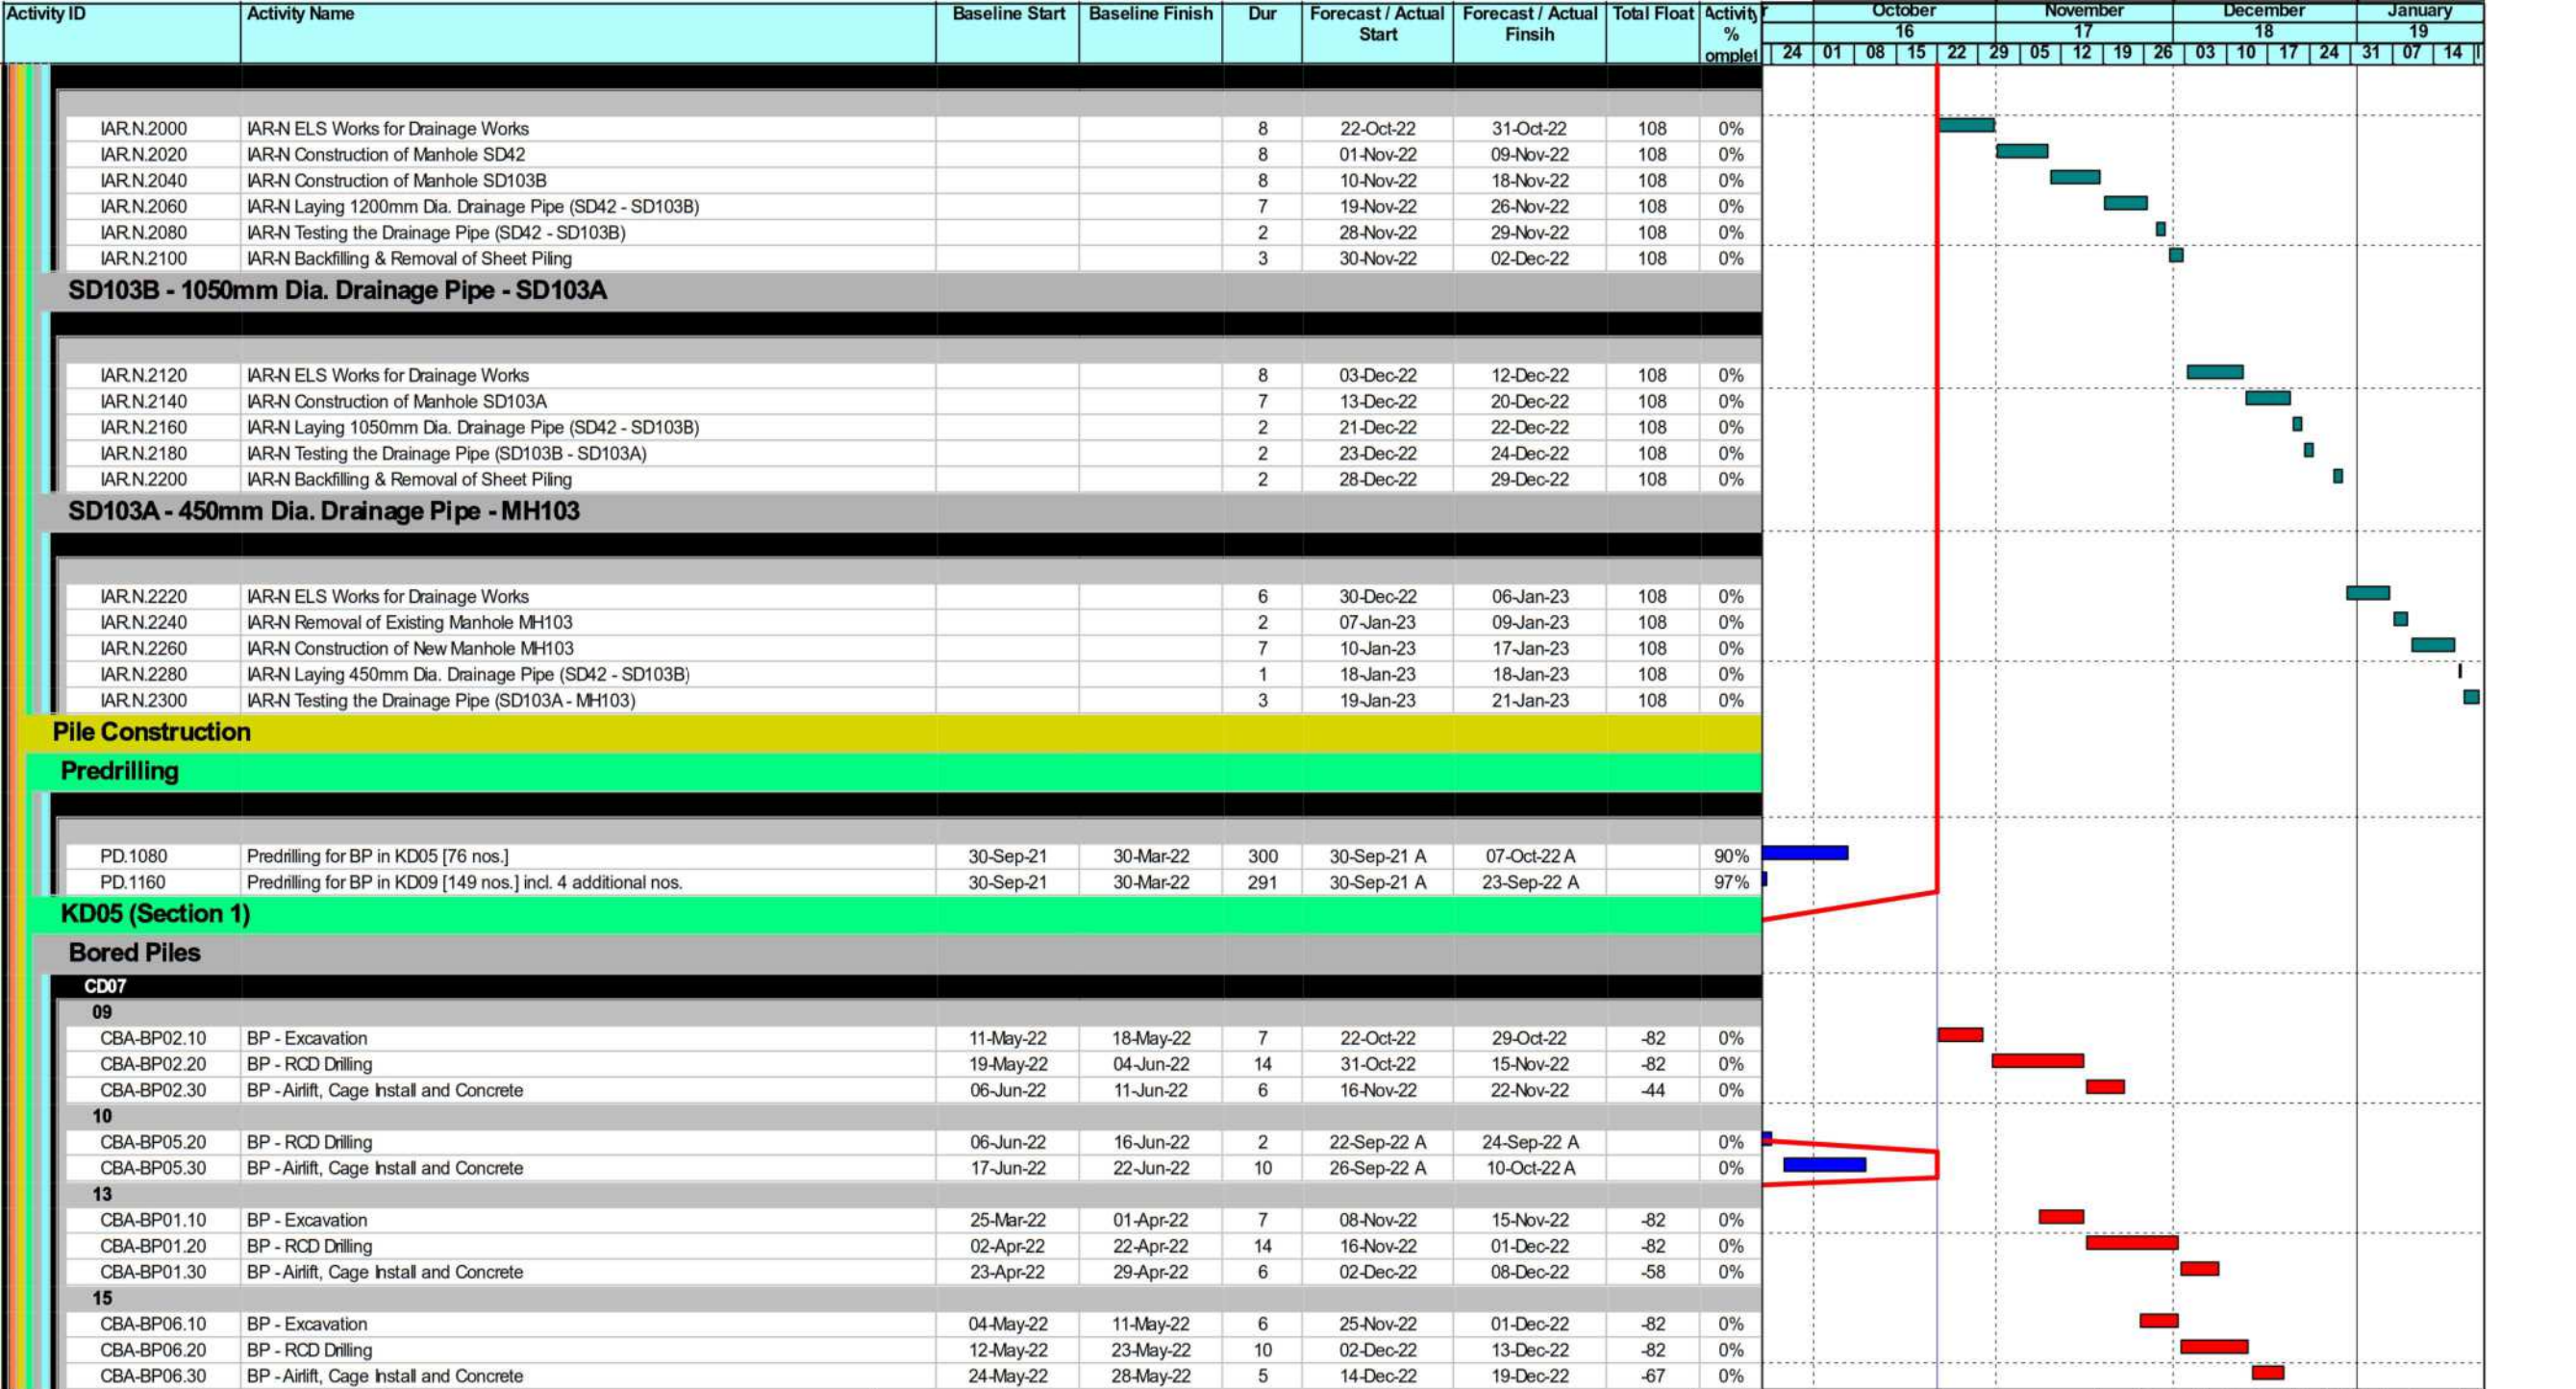 Activity ID Activity Name Baseline Start Baseline Finish Dur Forecast / Actual Start Forecast / Actual Finsih Total Float Activity % omplet r October November December January
16 17 18 19
24 01 08 15 22 29 05 12 19 26 03 10 17 24 31 07 14
IAR.N.2000 IAR-N ELS Works for Drainage Works 8 22-Oct-22 31-Oct-22 108 0%
IAR.N.2020 IAR-N Construction of Manhole SD42 8 01-Nov-22 09-Nov-22 108 0%
IAR.N.2040 IAR-N Construction of Manhole SD103B 8 10-Nov-22 18-Nov-22 108 0%
IAR.N.2060 IAR-N Laying 1200mm Dia. Drainage Pipe (SD42 - SD103B) 7 19-Nov-22 26-Nov-22 108 0%
IAR.N.2080 IAR-N Testing the Drainage Pipe (SD42 - SD103B) 2 28-Nov-22 29-Nov-22 108 0%
IAR.N.2100 IAR-N Backfilling & Removal of Sheet Piling 3 30-Nov-22 02-Dec-22 108 0%
SD103B - 1050mm Dia. Drainage Pipe - SD103A
IAR.N.2120 IAR-N ELS Works for Drainage Works 8 03-Dec-22 12-Dec-22 108 0%
IAR.N.2140 IAR-N Construction of Manhole SD103A 7 13-Dec-22 20-Dec-22 108 0%
IAR.N.2160 IAR-N Laying 1050mm Dia. Drainage Pipe (SD42 - SD103B) 2 21-Dec-22 22-Dec-22 108 0%
IAR.N.2180 IAR-N Testing the Drainage Pipe (SD103B - SD103A) 2 23-Dec-22 24-Dec-22 108 0%
IAR.N.2200 IAR-N Backfilling & Removal of Sheet Piling 2 28-Dec-22 29-Dec-22 108 0%
SD103A - 450mm Dia. Drainage Pipe - MH103
IAR.N.2220 IAR-N ELS Works for Drainage Works 6 30-Dec-22 06-Jan-23 108 0%
IAR.N.2240 IAR-N Removal of Existing Manhole MH103 2 07-Jan-23 09-Jan-23 108 0%
IAR.N.2260 IAR-N Construction of New Manhole MH103 7 10-Jan-23 17-Jan-23 108 0%
IAR.N.2280 IAR-N Laying 450mm Dia. Drainage Pipe (SD42 - SD103B) 1 18-Jan-23 18-Jan-23 108 0%
IAR.N.2300 IAR-N Testing the Drainage Pipe (SD103A - MH103) 3 19-Jan-23 21-Jan-23 108 0%
Pile Construction
Predrilling
PD.1080 Predrilling for BP in KD05 [76 nos.] 30-Sep-21 30-Mar-22 300 30-Sep-21 A 07-Oct-22 A 90%
PD.1160 Predrilling for BP in KD09 [149 nos.] incl. 4 additional nos. 30-Sep-21 30-Mar-22 291 30-Sep-21 A 23-Sep-22 A 97%
KD05 (Section 1)
Bored Piles
CD07
09
CBA-BP02.10 BP - Excavation 11-May-22 18-May-22 7 22-Oct-22 29-Oct-22 -82 0%
CBA-BP02.20 BP - RCD Drilling 19-May-22 04-Jun-22 14 31-Oct-22 15-Nov-22 -82 0%
CBA-BP02.30 BP - Airlift, Cage Install and Concrete 06-Jun-22 11-Jun-22 6 16-Nov-22 22-Nov-22 -44 0%
10
CBA-BP05.20 BP - RCD Drilling 06-Jun-22 16-Jun-22 2 22-Sep-22 A 24-Sep-22 A 0%
CBA-BP05.30 BP - Airlift, Cage Install and Concrete 17-Jun-22 22-Jun-22 10 26-Sep-22 A 10-Oct-22 A 0%
13
CBA-BP01.10 BP - Excavation 25-Mar-22 01-Apr-22 7 08-Nov-22 15-Nov-22 -82 0%
CBA-BP01.20 BP - RCD Drilling 02-Apr-22 22-Apr-22 14 16-Nov-22 01-Dec-22 -82 0%
CBA-BP01.30 BP - Airlift, Cage Install and Concrete 23-Apr-22 29-Apr-22 6 02-Dec-22 08-Dec-22 -58 0%
15
CBA-BP06.10 BP - Excavation 04-May-22 11-May-22 6 25-Nov-22 01-Dec-22 -82 0%
CBA-BP06.20 BP - RCD Drilling 12-May-22 23-May-22 10 02-Dec-22 13-Dec-22 -82 0%
CBA-BP06.30 BP - Airlift, Cage Install and Concrete 24-May-22 28-May-22 5 14-Dec-22 19-Dec-22 -67 0%